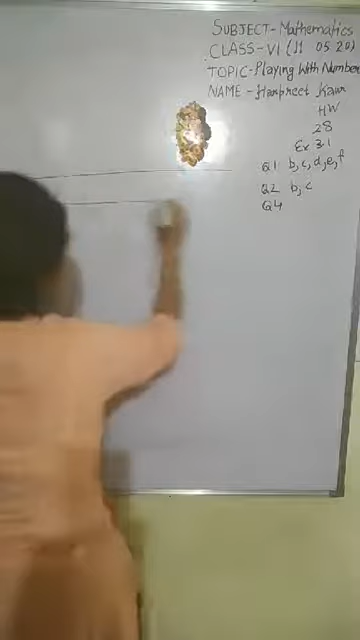 SUBJECT-Mathematics
CLASS-VI (11 05 20)
TOPIC-Playing With Number
NAME - Harpreet Kaur
HW
28
Ex 3.1
Q1 b,c,d,e,f
Q2 b,c
Q4